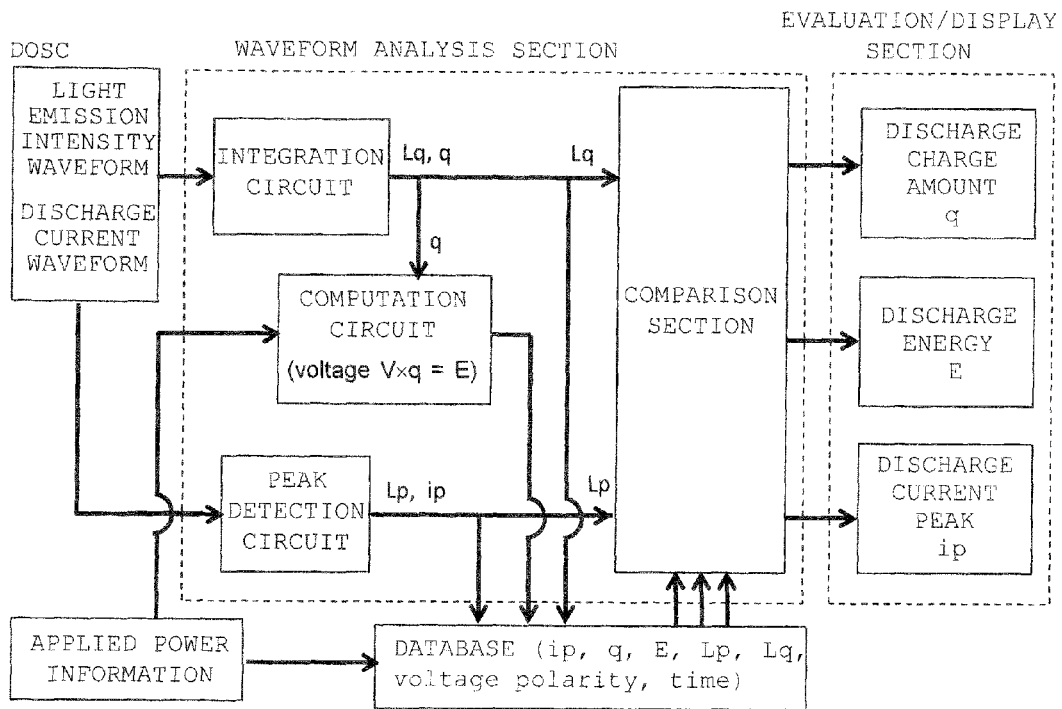 EVALUATION/DISPLAY
SECTION
DOSC
WAVEFORM ANALYSIS SECTION
LIGHT
EMISSION
INTENSITY
WAVEFORM
DISCHARGE
CURRENT
WAVEFORM
INTEGRATION
CIRCUIT
Lq, q
Lq
q
COMPUTATION
CIRCUIT
(voltage V×q = E)
PEAK
DETECTION
CIRCUIT
Lp, ip
Lp
COMPARISON
SECTION
DISCHARGE
CHARGE
AMOUNT
q
DISCHARGE
ENERGY
E
DISCHARGE
CURRENT
PEAK
ip
APPLIED POWER
INFORMATION
DATABASE (ip, q, E, Lp, Lq,
voltage polarity, time)